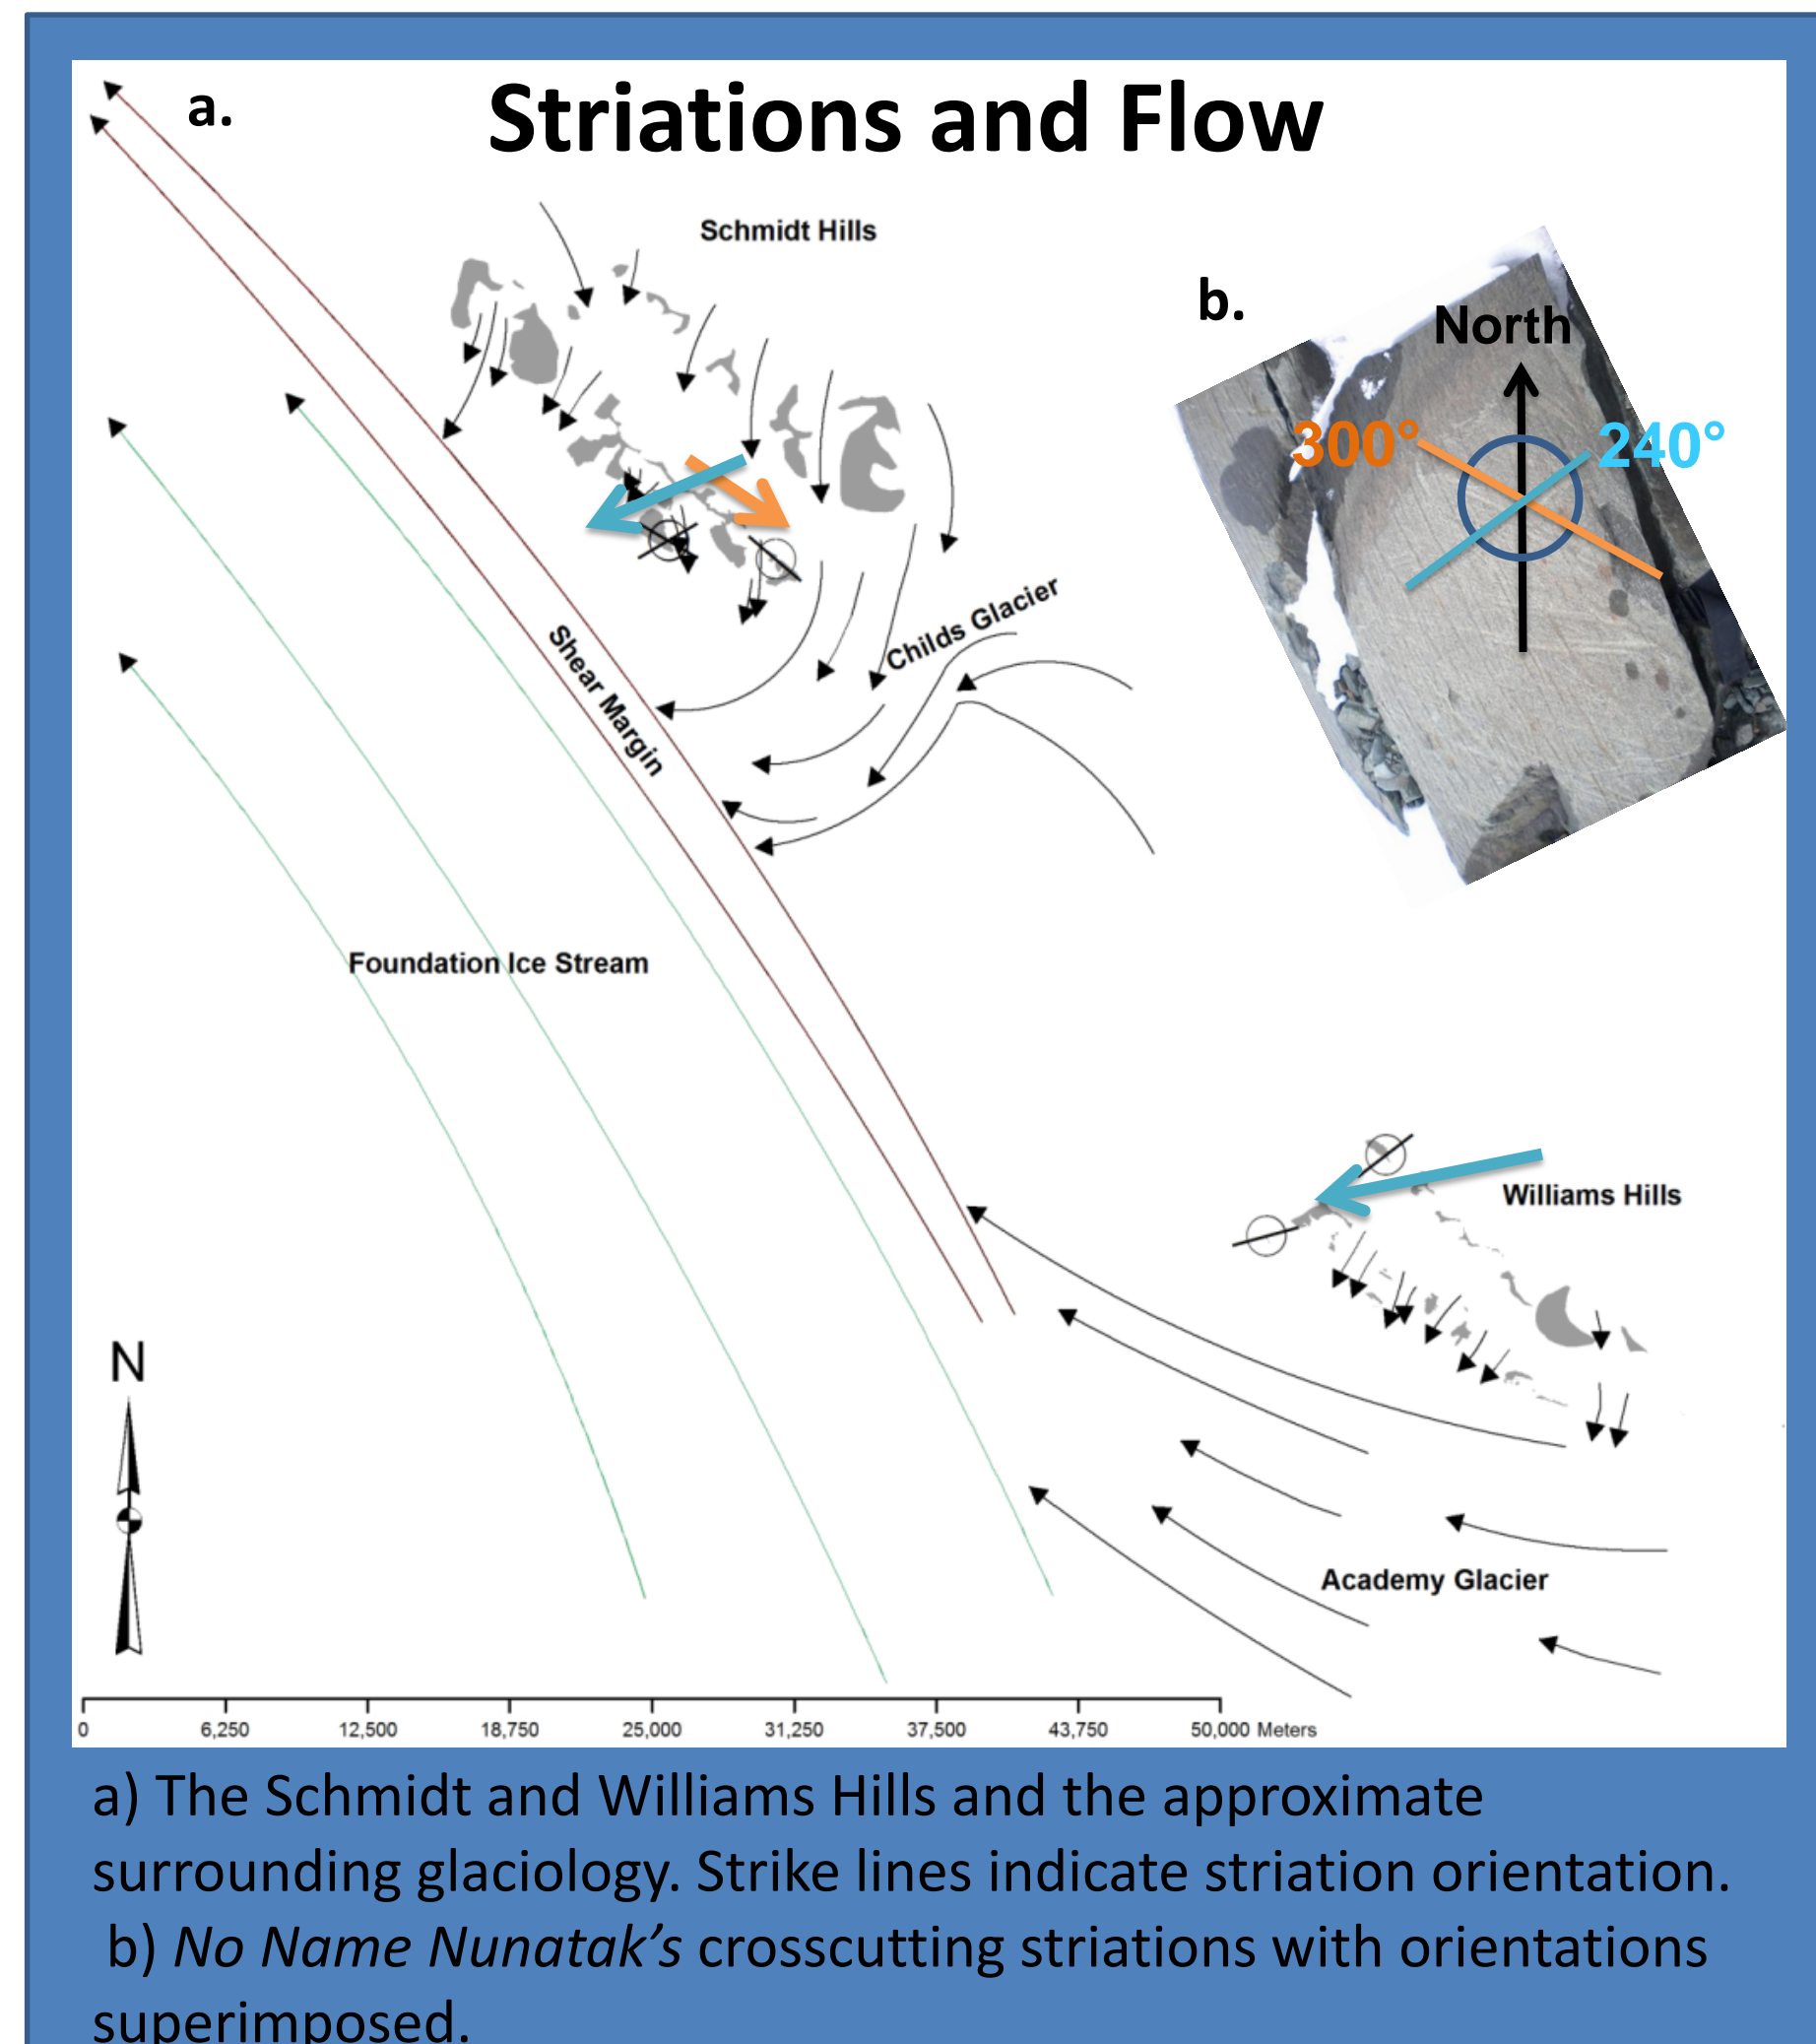 a.
Striations and Flow
Schmidt Hills
b.
North
300°
240°
Childs Glacier
Shear Margin
Foundation Ice Stream
Williams Hills
N
Academy Glacier
0 6,250 12,500 18,750 25,000 31,250 37,500 43,750 50,000 Meters
a) The Schmidt and Williams Hills and the approximate
surrounding glaciology. Strike lines indicate striation orientation.
b) No Name Nunatak’s crosscutting striations with orientations
superimposed.